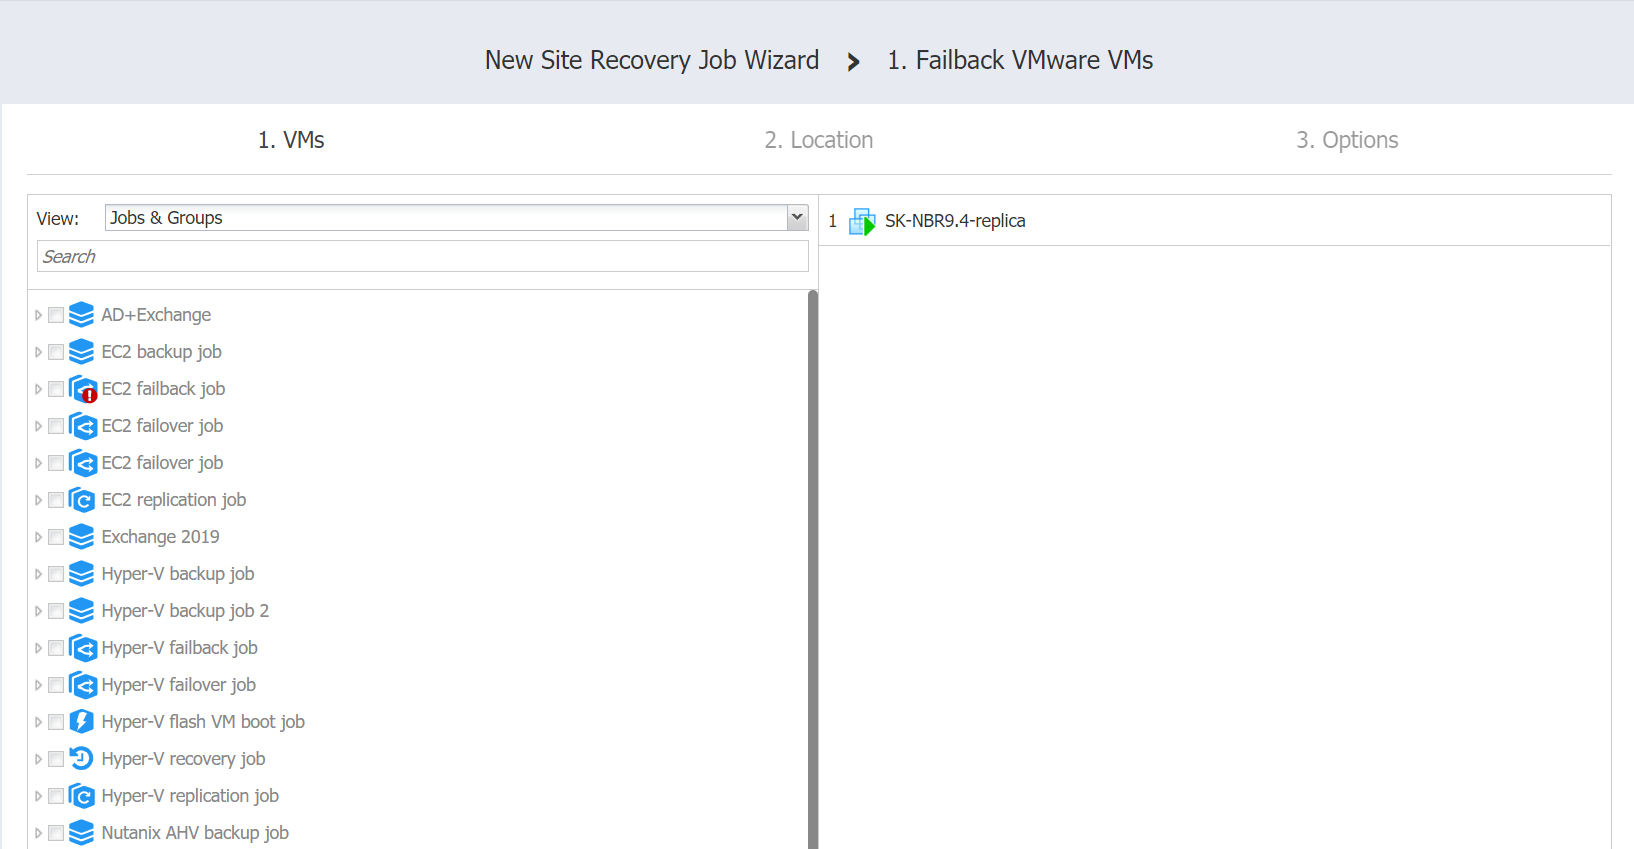 New Site Recovery Job Wizard > 1. Failback VMware VMs
1. VMs
2. Location
3. Options
View: Jobs & Groups
Search
AD+Exchange
EC2 backup job
EC2 failback job
EC2 failover job
EC2 failover job
EC2 replication job
Exchange 2019
Hyper-V backup job
Hyper-V backup job 2
Hyper-V failback job
Hyper-V failover job
Hyper-V flash VM boot job
Hyper-V recovery job
Hyper-V replication job
Nutanix AHV backup job
1 SK-NBR9.4-replica